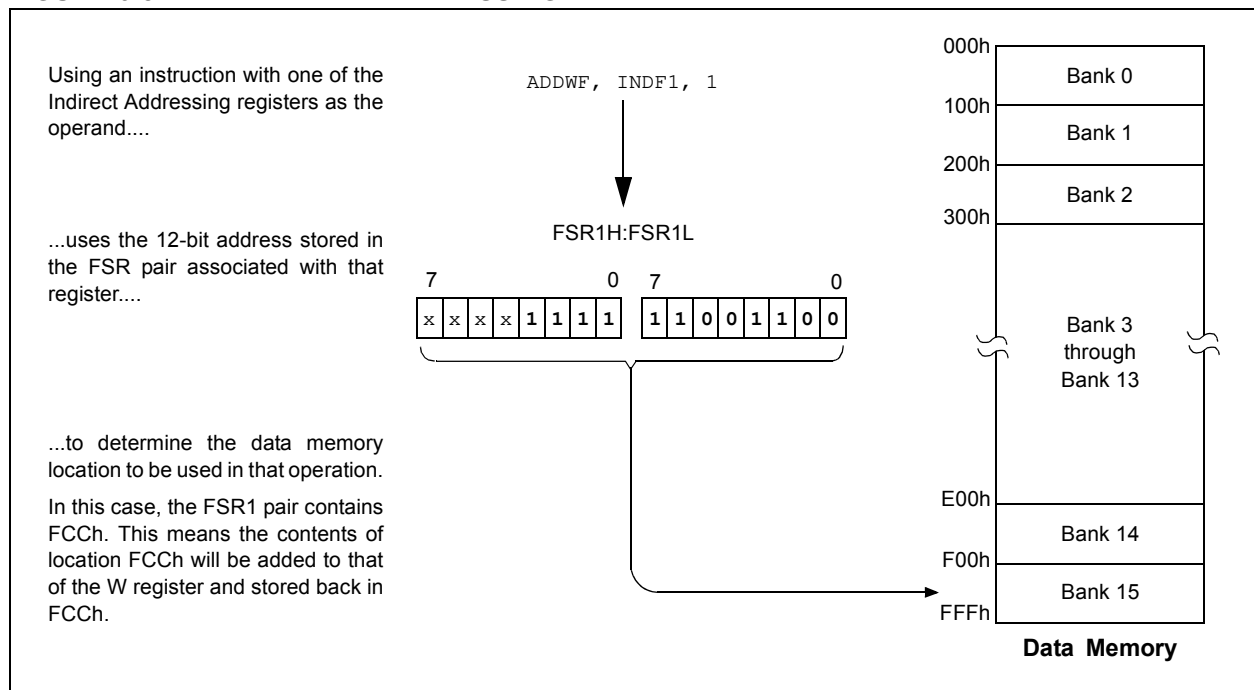 Using an instruction with one of the
Indirect Addressing registers as the
operand....
ADDWF, INDF1, 1
...uses the 12-bit address stored in
the FSR pair associated with that
register....
FSR1H:FSR1L
7 0 7 0
x x x x 1 1 1 1 1 1 0 0 1 1 0 0
...to determine the data memory
location to be used in that operation.
In this case, the FSR1 pair contains
FCCh. This means the contents of
location FCCh will be added to that
of the W register and stored back in
FCCh.
000h
Bank 0
100h
Bank 1
200h
Bank 2
300h
Bank 3
through
Bank 13
E00h
Bank 14
F00h
Bank 15
FFFh
Data Memory